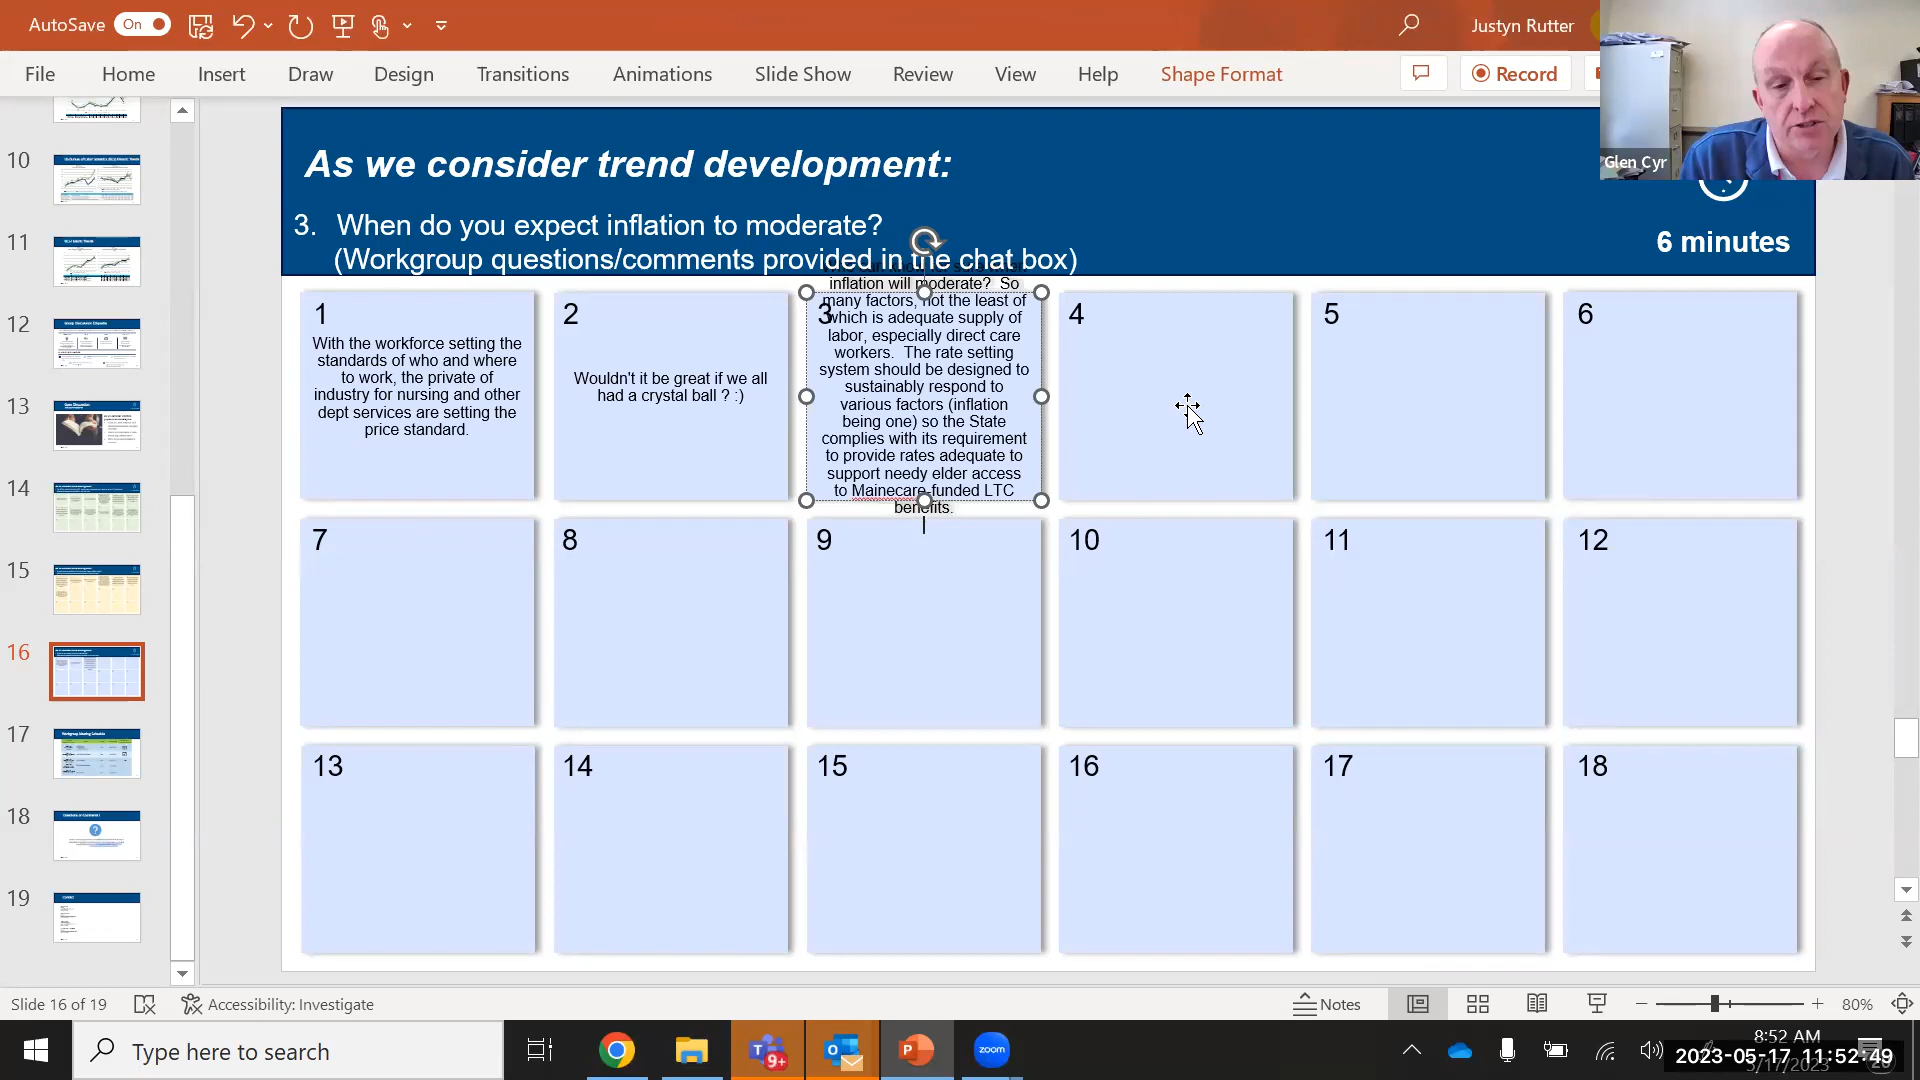 AutoSave On Justyn Rutter
File Home Insert Draw Design Transitions Animations Slide Show Review View Help Shape Format Record
Glen Cyr
As we consider trend development:
3. When do you expect inflation to moderate?
(Workgroup questions/comments provided in the chat box)
6 minutes
1
With the workforce setting the
standards of who and where
to work, the private of
industry for nursing and other
dept services are setting the
price standard.
2
Wouldn't it be great if we all
had a crystal ball ? :)
3
inflation will moderate? So
many factors, not the least of
which is adequate supply of
labor, especially direct care
workers. The rate setting
system should be designed to
sustainably respond to
various factors (inflation
being one) so the State
complies with its requirement
to provide rates adequate to
support needy elder access
to Mainecare-funded LTC
benefits.
4
5
6
7
8
9
10
11
12
13
14
15
16
17
18
10
11
12
13
14
15
16
17
18
19
Slide 16 of 19 Accessibility: Investigate Notes 80%
Type here to search
9+
zoom
8:52 AM
2023-05-17 11:52:49
5/17/2023